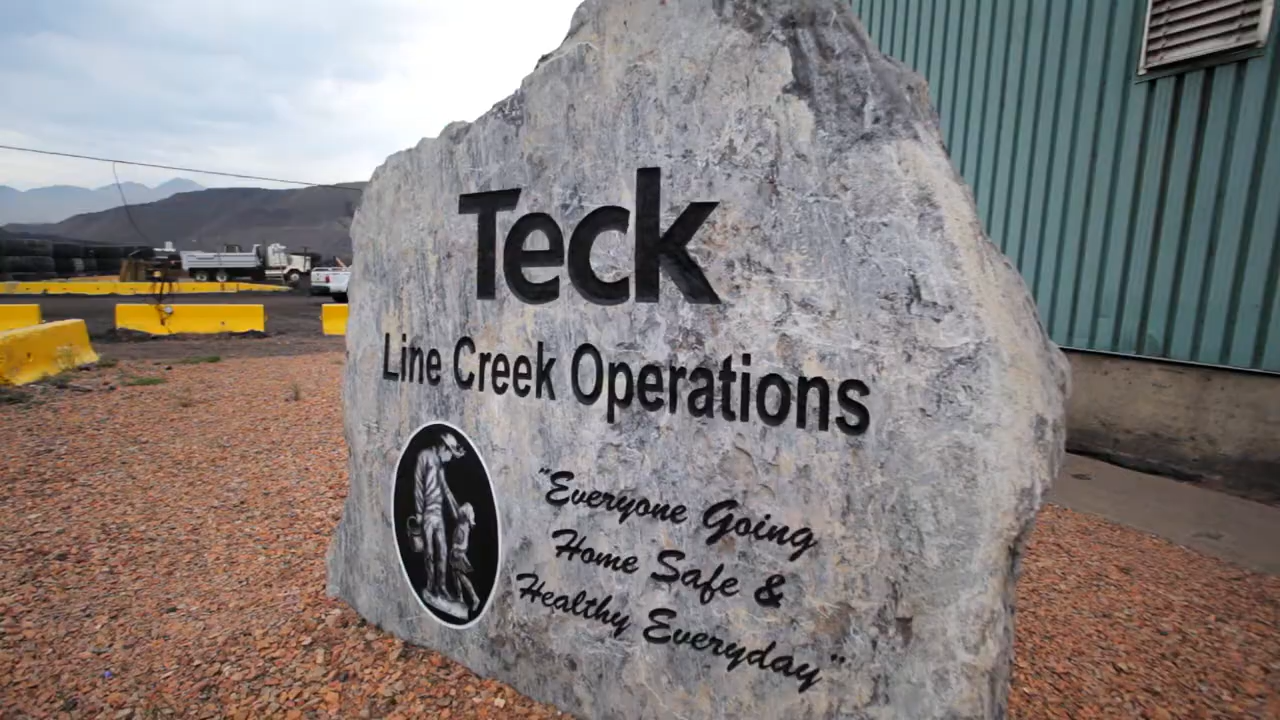 Teck
Line Creek Operations
"Everyone Going
Home Safe &
Healthy Everyday"